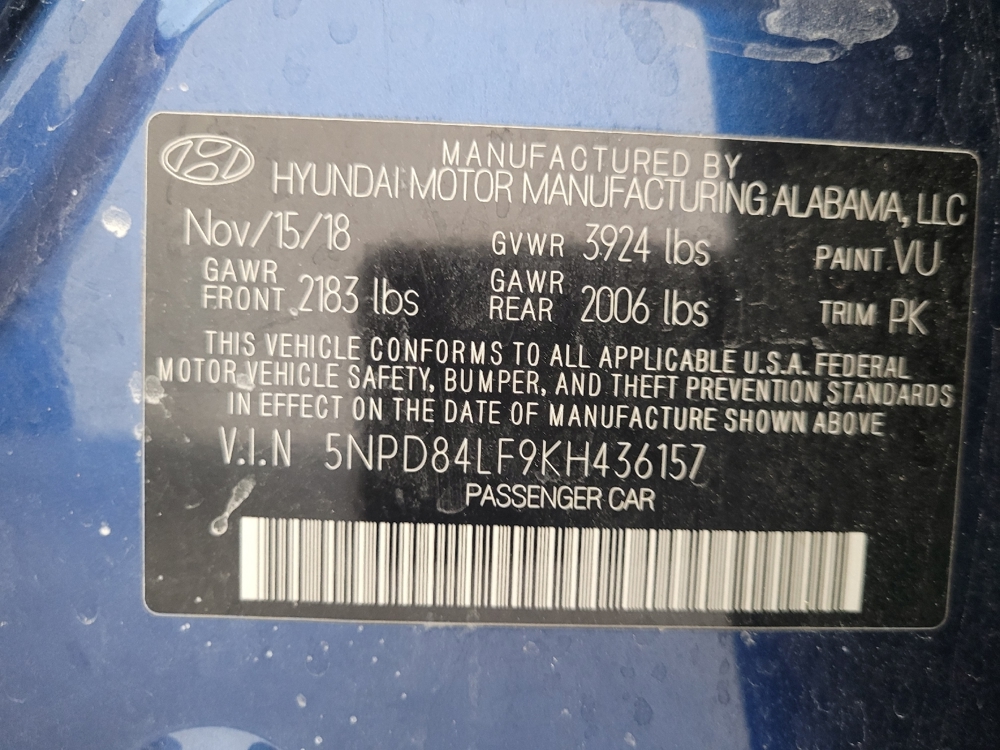 MANUFACTURED BY
HYUNDAI MOTOR MANUFACTURING ALABAMA, LLC
Nov/15/18 GVWR 3924 lbs PAINT VU
GAWR FRONT 2183 lbs GAWR REAR 2006 lbs TRIM PK
THIS VEHICLE CONFORMS TO ALL APPLICABLE U.S.A. FEDERAL
MOTOR VEHICLE SAFETY, BUMPER, AND THEFT PREVENTION STANDARDS
IN EFFECT ON THE DATE OF MANUFACTURE SHOWN ABOVE
V.I.N 5NPD84LF9KH436157
PASSENGER CAR